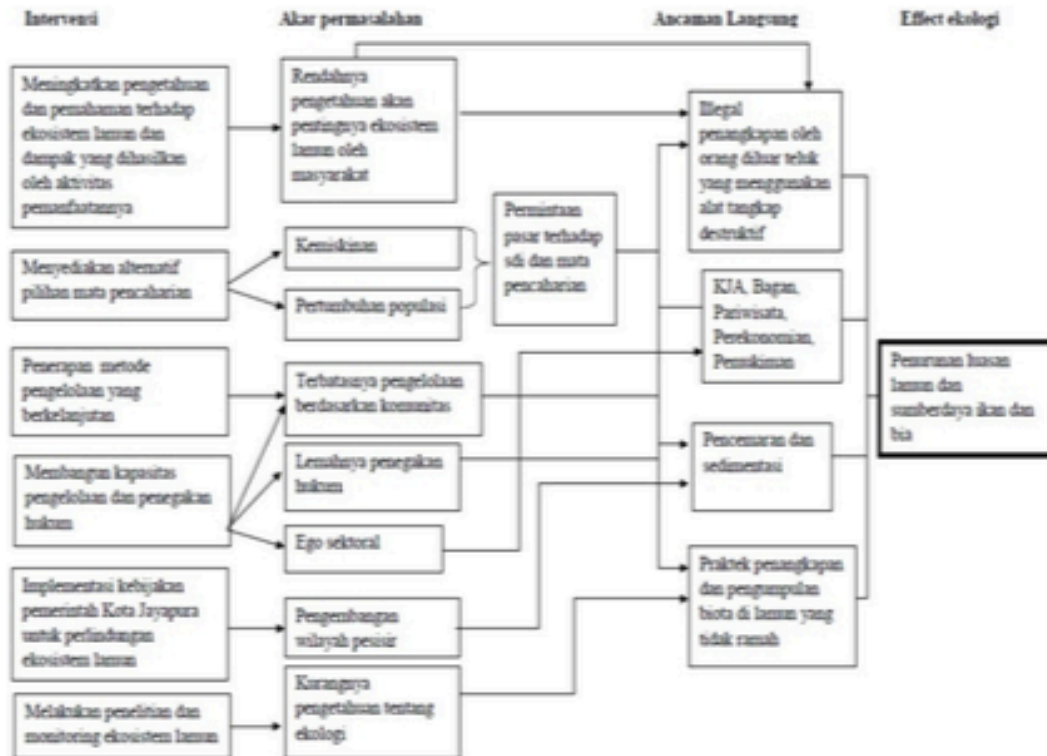 Intervensi
Akar permasalahan
Ancaman Langsung
Effect ekologi
Meningkatkan pengetahuan
dan pemahaman terhadap
ekosistem lamun dan
dampak yang dihasilkan
oleh aktivitas
pemanfaatannya
Menyediakan alternatif
pilihan mata pencaharian
Penerapan metode
pengelolaan yang
berkelanjutan
Membangun kapasitas
pengelolaan dan penegakan
hukum
Implementasi kebijakan
pemerintah Kota Jayapura
untuk perlindungan
ekosistem lamun
Melakukan penelitian dan
monitoring ekosistem lamun
Rendahnya
pengetahuan akan
pentingnya ekosistem
lamun oleh
masyarakat
Kemiskinan
Pertumbuhan populasi
Permintaan
pasar terhadap
sdi dan mata
pencaharian
Terbatasnya pengelolaan
berdasarkan komunitas
Lemahnya penegakan
hukum
Ego sektoral
Pengembangan
wilayah pesisir
Kurangnya
pengetahuan tentang
ekologi
Illegal
penangkapan oleh
orang diluar teluk
yang menggunakan
alat tangkap
destruktif
KJA, Bagan,
Pariwisata,
Perekonomian,
Pemukiman
Pencemaran dan
sedimentasi
Praktek penangkapan
dan pengumpulan
biota di lamun yang
tidak ramah
Penurunan luasan
lamun dan
sumberdaya ikan dan
bia